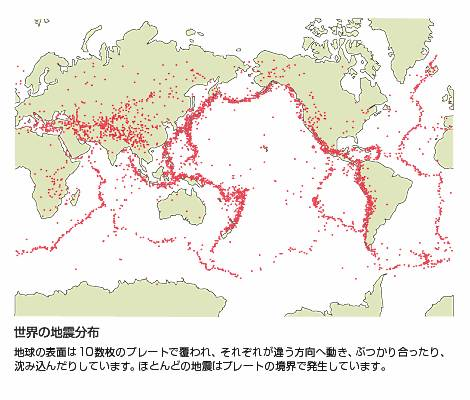 世界の地震分布
地球の表面は10数枚のプレートで覆われ、それぞれが違う方向へ動き、ぶつかり合ったり、
沈み込んだりしています。ほとんどの地震はプレートの境界で発生しています。